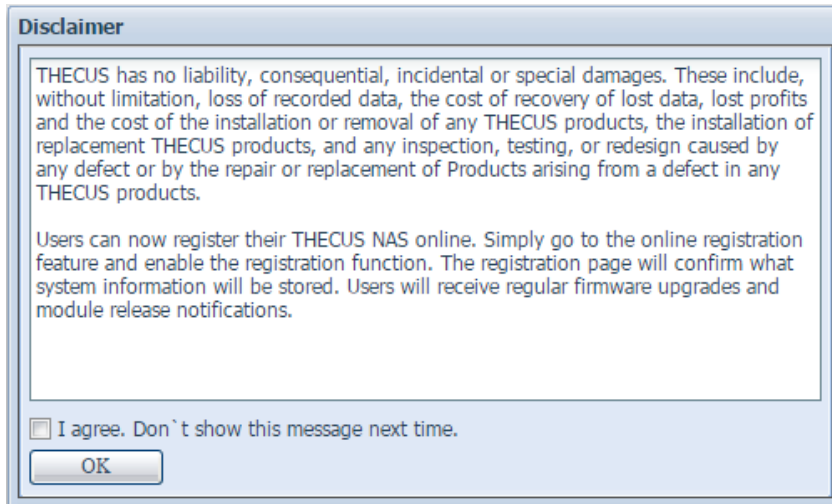 Disclaimer
THECUS has no liability, consequential, incidental or special damages. These include,
without limitation, loss of recorded data, the cost of recovery of lost data, lost profits
and the cost of the installation or removal of any THECUS products, the installation of
replacement THECUS products, and any inspection, testing, or redesign caused by
any defect or by the repair or replacement of Products arising from a defect in any
THECUS products.
Users can now register their THECUS NAS online. Simply go to the online registration
feature and enable the registration function. The registration page will confirm what
system information will be stored. Users will receive regular firmware upgrades and
module release notifications.
I agree. Don`t show this message next time.
OK